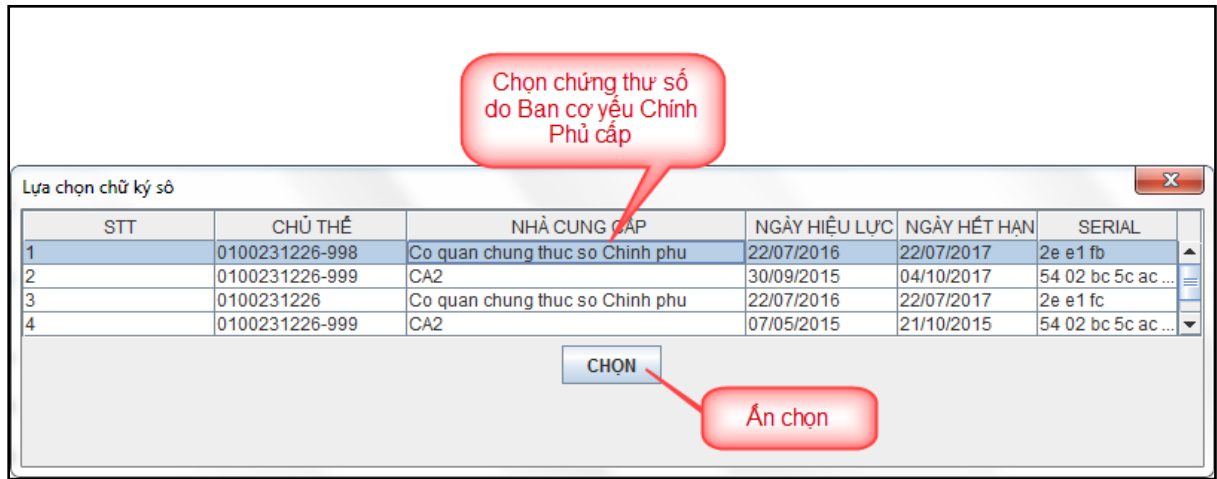 Chọn chứng thư số
do Ban cơ yếu Chính
Phủ cấp
Lựa chọn chữ ký số
STT CHỦ THỂ NHÀ CUNG CẤP NGÀY HIỆU LỰC NGÀY HẾT HẠN SERIAL
1 0100231226-998 Co quan chung thuc so Chinh phu 22/07/2016 22/07/2017 2e e1 fb
2 0100231226-999 CA2 30/09/2015 04/10/2017 54 02 bc 5c ac ...
3 0100231226 Co quan chung thuc so Chinh phu 22/07/2016 22/07/2017 2e e1 fc
4 0100231226-999 CA2 07/05/2015 21/10/2015 54 02 bc 5c ac ...
CHỌN
Ấn chọn